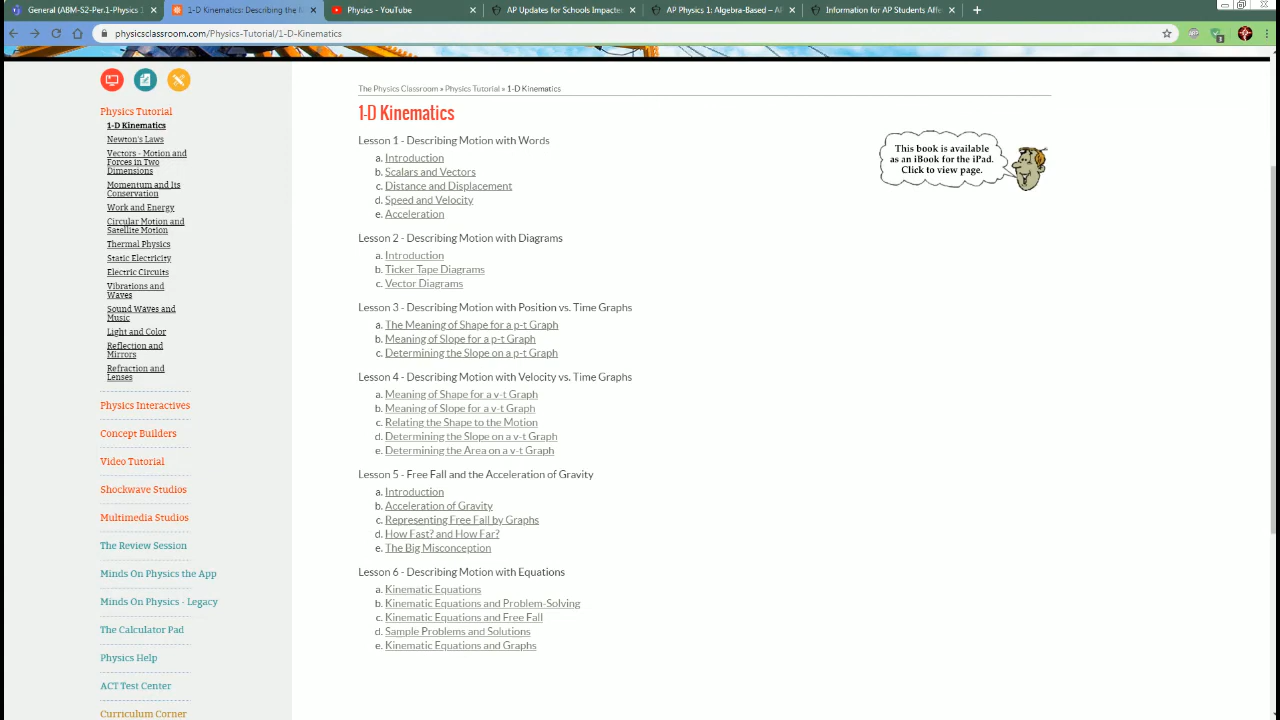 General (ABM-S2-Per.1-Physics 1
1-D Kinematics: Describing the M
Physics - YouTube
AP Updates for Schools Impacte
AP Physics 1: Algebra-Based – A
Information for AP Students Affe
physicsclassroom.com/Physics-Tutorial/1-D-Kinematics
3
Physics Tutorial
1-D Kinematics
Newton's Laws
Vectors - Motion and
Forces in Two
Dimensions
Momentum and Its
Conservation
Work and Energy
Circular Motion and
Satellite Motion
Thermal Physics
Static Electricity
Electric Circuits
Vibrations and
Waves
Sound Waves and
Music
Light and Color
Reflection and
Mirrors
Refraction and
Lenses
Physics Interactives
Concept Builders
Video Tutorial
Shockwave Studios
Multimedia Studios
The Review Session
Minds On Physics the App
Minds On Physics - Legacy
The Calculator Pad
Physics Help
ACT Test Center
Curriculum Corner
The Physics Classroom » Physics Tutorial » 1-D Kinematics
1-D Kinematics
Lesson 1 - Describing Motion with Words
a. Introduction
b. Scalars and Vectors
c. Distance and Displacement
d. Speed and Velocity
e. Acceleration
Lesson 2 - Describing Motion with Diagrams
a. Introduction
b. Ticker Tape Diagrams
c. Vector Diagrams
Lesson 3 - Describing Motion with Position vs. Time Graphs
a. The Meaning of Shape for a p-t Graph
b. Meaning of Slope for a p-t Graph
c. Determining the Slope on a p-t Graph
Lesson 4 - Describing Motion with Velocity vs. Time Graphs
a. Meaning of Shape for a v-t Graph
b. Meaning of Slope for a v-t Graph
c. Relating the Shape to the Motion
d. Determining the Slope on a v-t Graph
e. Determining the Area on a v-t Graph
Lesson 5 - Free Fall and the Acceleration of Gravity
a. Introduction
b. Acceleration of Gravity
c. Representing Free Fall by Graphs
d. How Fast? and How Far?
e. The Big Misconception
Lesson 6 - Describing Motion with Equations
a. Kinematic Equations
b. Kinematic Equations and Problem-Solving
c. Kinematic Equations and Free Fall
d. Sample Problems and Solutions
e. Kinematic Equations and Graphs
This book is available
as an iBook for the iPad.
Click to view page.